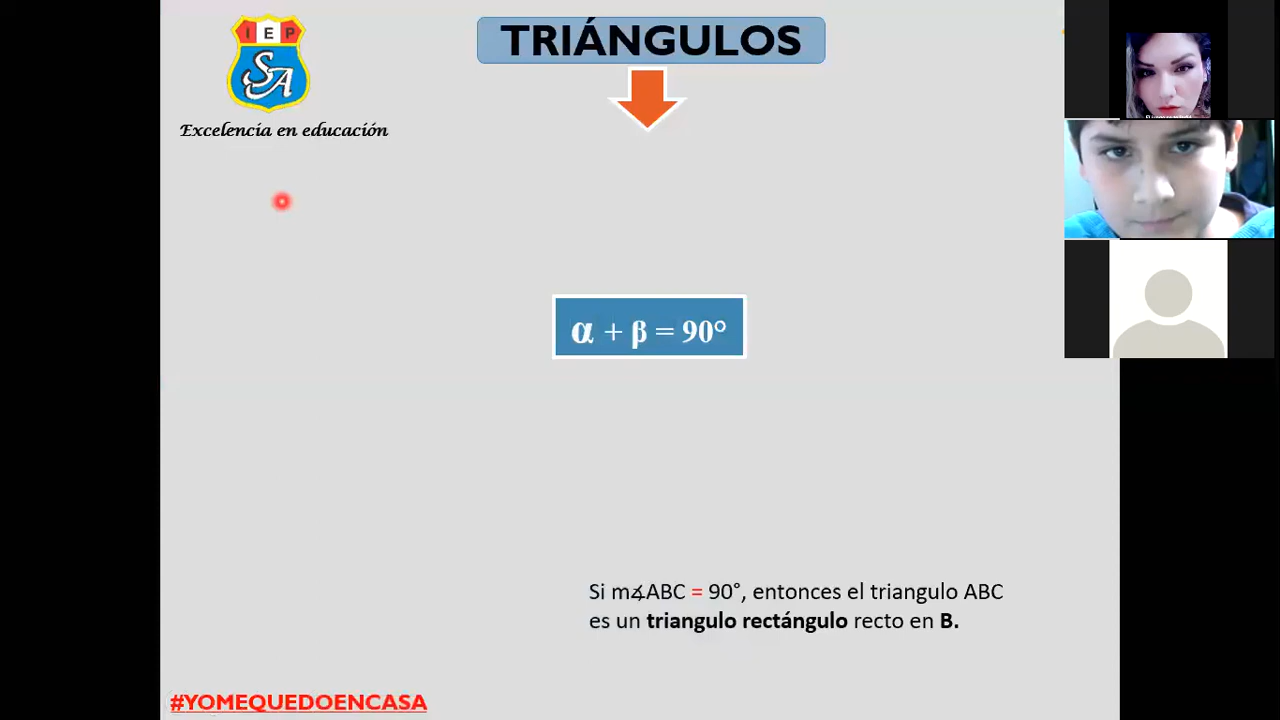 TRIÁNGULOS
I E P
SA
Excelencia en educación
α + β = 90°
Si m∡ABC = 90°, entonces el triangulo ABC
es un triangulo rectángulo recto en B.
#YOMEQUEDOENCASA